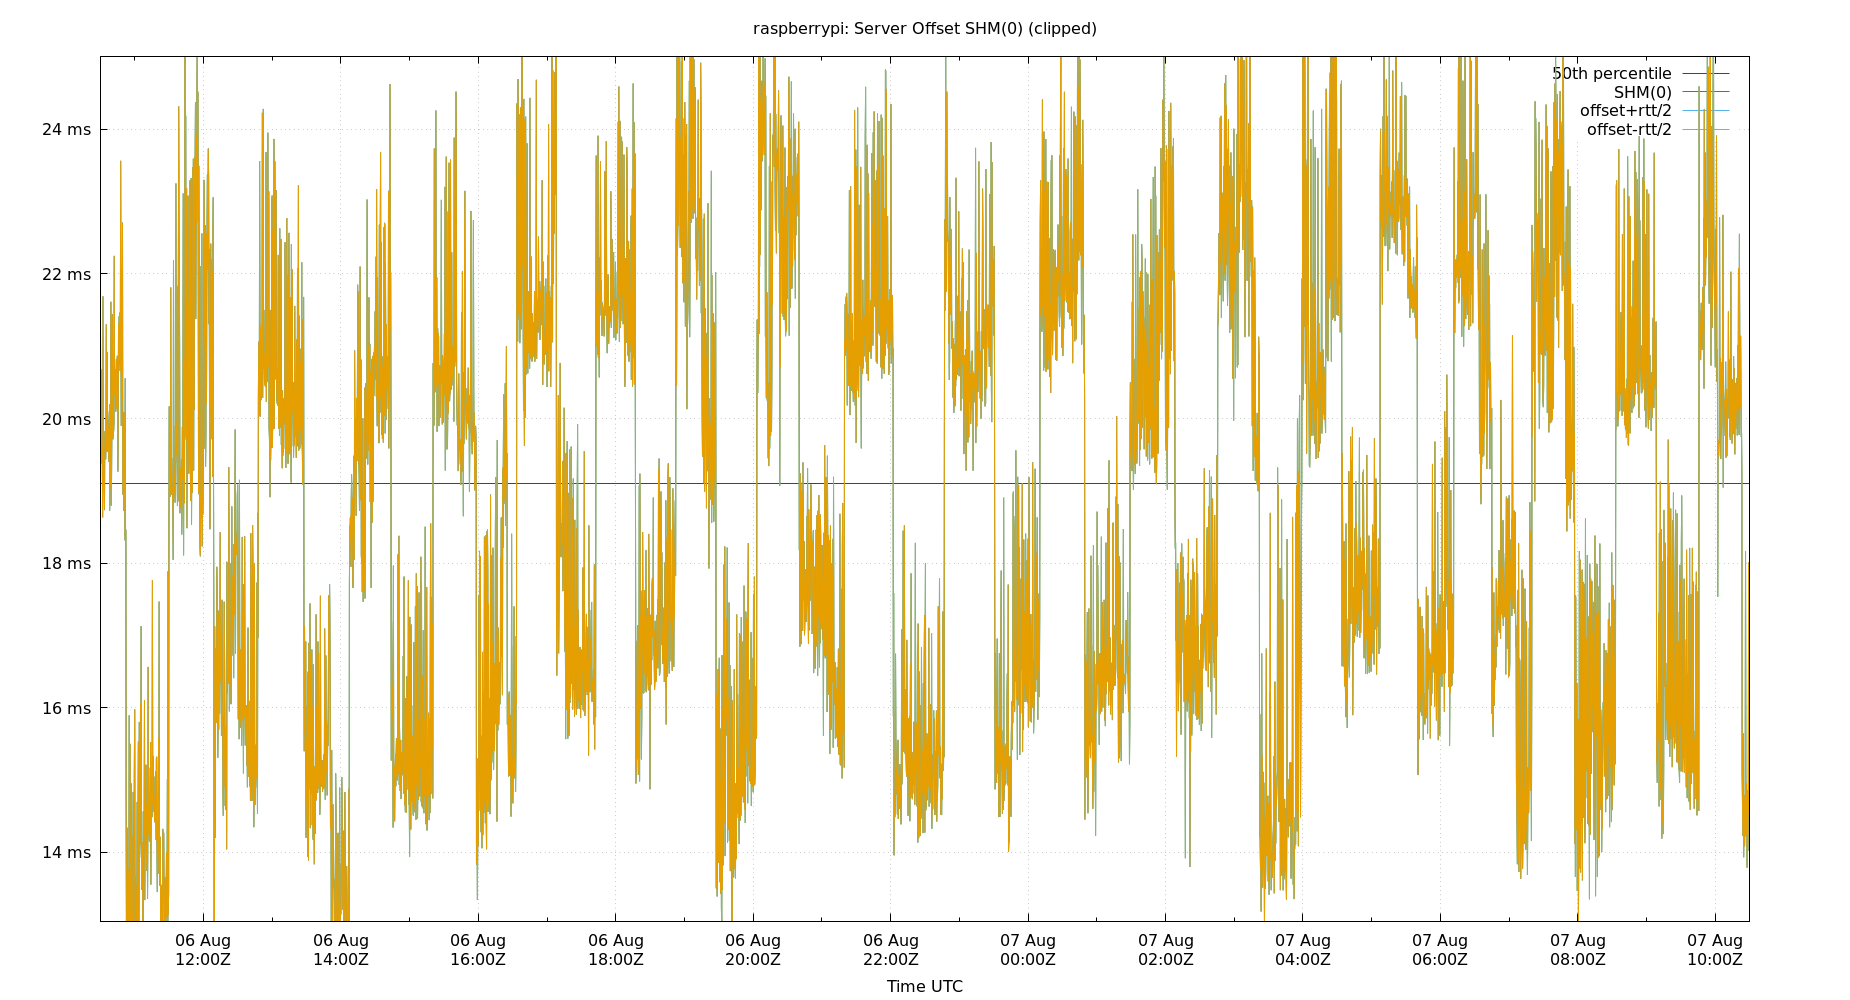 raspberrypi: Server Offset SHM(0) (clipped)
50th percentile
SHM(0)
offset+rtt/2
offset-rtt/2
24 ms
22 ms
20 ms
18 ms
16 ms
14 ms
06 Aug 06 Aug 06 Aug 06 Aug 06 Aug 06 Aug 07 Aug 07 Aug 07 Aug 07 Aug 07 Aug 07 Aug
12:00Z 14:00Z 16:00Z 18:00Z 20:00Z 22:00Z 00:00Z 02:00Z 04:00Z 06:00Z 08:00Z 10:00Z
Time UTC